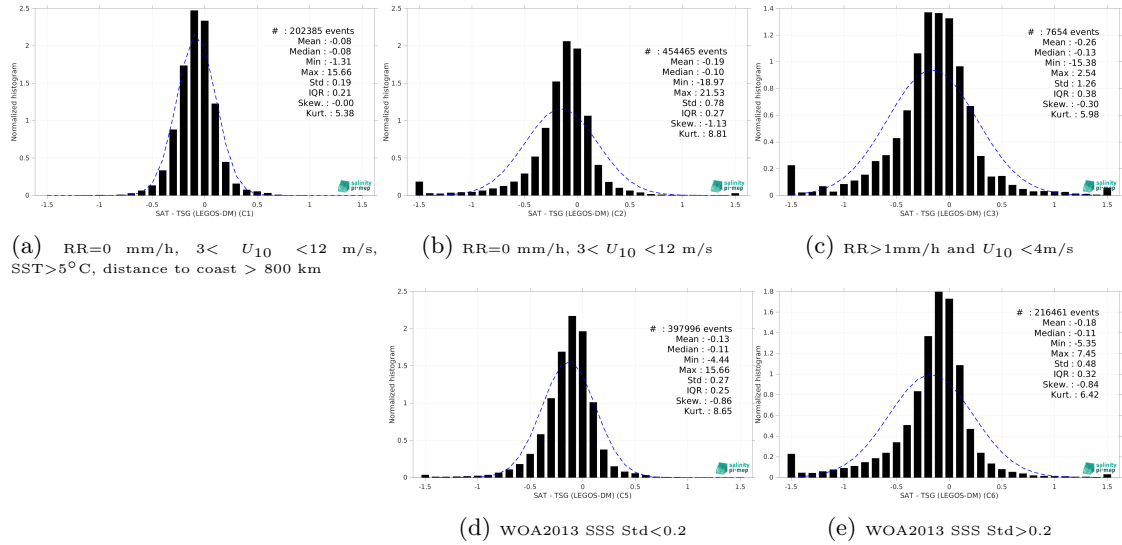 Normalized histogram
2.5
2
1.5
1
0.5
0
-1.5
-1
-0.5
0
0.5
1
1.5
# : 202385 events
Mean : -0.08
Median : -0.08
Min : -1.31
Max : 15.66
Std : 0.19
IQR : 0.21
Skew. : -0.00
Kurt. : 5.38
salinity
pi-mep
SAT - TSG (LEGOS-DM) (C1)
(a) RR=0 mm/h, 3< U10 <12 m/s,
SST>5°C, distance to coast > 800 km
Normalized histogram
2.5
2
1.5
1
0.5
0
-1.5
-1
-0.5
0
0.5
1
1.5
# : 454465 events
Mean : -0.19
Median : -0.10
Min : -18.97
Max : 21.53
Std : 0.78
IQR : 0.27
Skew. : -1.13
Kurt. : 8.81
salinity
pi-mep
SAT - TSG (LEGOS-DM) (C2)
(b) RR=0 mm/h, 3< U10 <12 m/s
Normalized histogram
1.4
1.2
1
0.8
0.6
0.4
0.2
0
-1.5
-1
-0.5
0
0.5
1
1.5
# : 7654 events
Mean : -0.26
Median : -0.13
Min : -15.38
Max : 2.54
Std : 1.26
IQR : 0.38
Skew. : -0.30
Kurt. : 5.98
salinity
pi-mep
SAT - TSG (LEGOS-DM) (C3)
(c) RR>1mm/h and U10 <4m/s
Normalized histogram
2.5
2
1.5
1
0.5
0
-1.5
-1
-0.5
0
0.5
1
1.5
# : 397996 events
Mean : -0.13
Median : -0.11
Min : -4.44
Max : 15.66
Std : 0.27
IQR : 0.25
Skew. : -0.86
Kurt. : 8.65
salinity
pi-mep
SAT - TSG (LEGOS-DM) (C5)
(d) WOA2013 SSS Std<0.2
Normalized histogram
1.8
1.6
1.4
1.2
1
0.8
0.6
0.4
0.2
0
-1.5
-1
-0.5
0
0.5
1
1.5
# : 216461 events
Mean : -0.18
Median : -0.11
Min : -5.35
Max : 7.45
Std : 0.48
IQR : 0.32
Skew. : -0.84
Kurt. : 6.42
salinity
pi-mep
SAT - TSG (LEGOS-DM) (C6)
(e) WOA2013 SSS Std>0.2